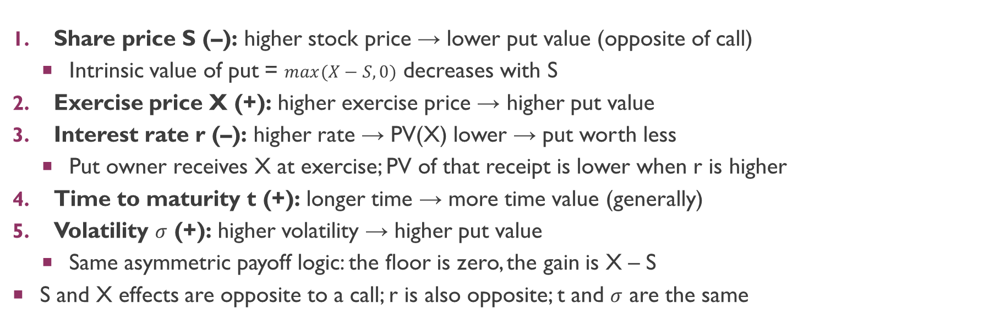 1. Share price S (–): higher stock price → lower put value (opposite of call)
▪ Intrinsic value of put = max(X − S, 0) decreases with S
2. Exercise price X (+): higher exercise price → higher put value
3. Interest rate r (–): higher rate → PV(X) lower → put worth less
▪ Put owner receives X at exercise; PV of that receipt is lower when r is higher
4. Time to maturity t (+): longer time → more time value (generally)
5. Volatility σ (+): higher volatility → higher put value
▪ Same asymmetric payoff logic: the floor is zero, the gain is X – S
▪ S and X effects are opposite to a call; r is also opposite; t and σ are the same